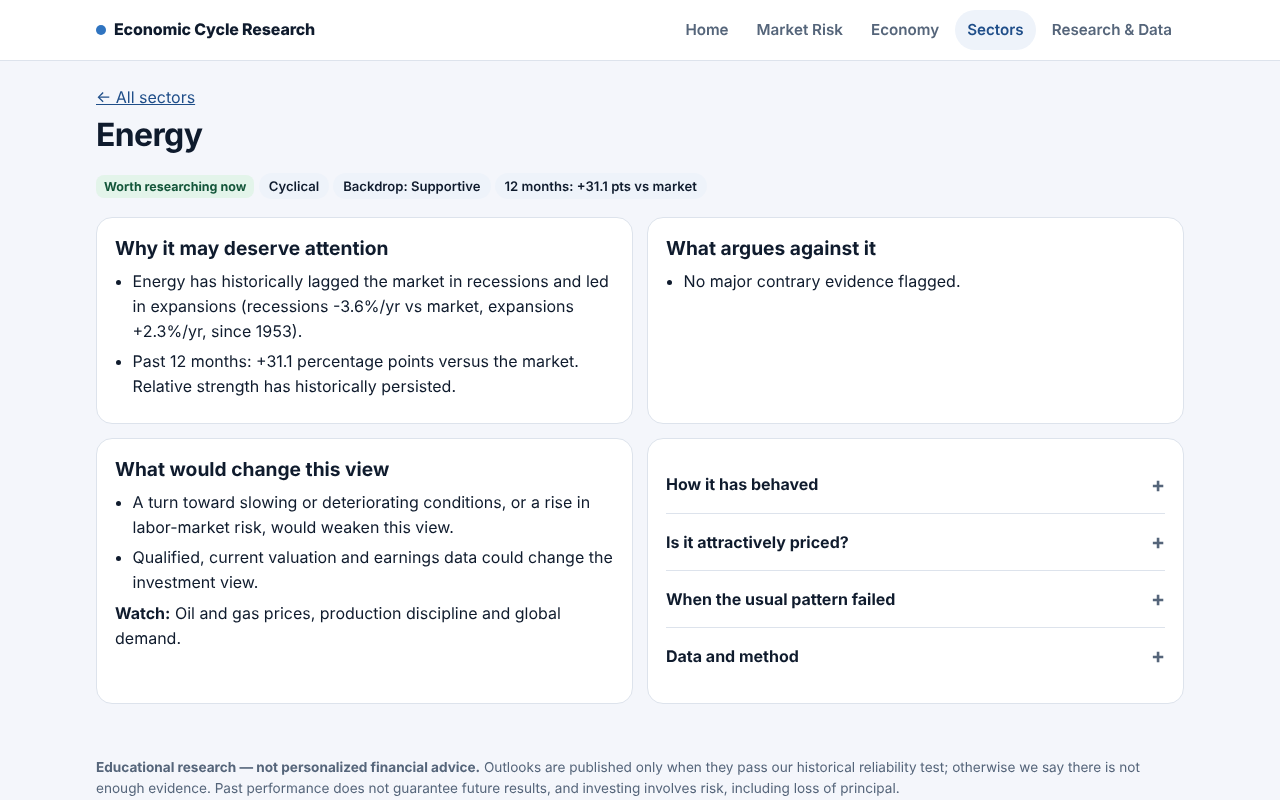 Economic Cycle Research
Home
Market Risk
Economy
Sectors
Research & Data
← All sectors
Energy
Worth researching now
Cyclical
Backdrop: Supportive
12 months: +31.1 pts vs market
Why it may deserve attention
• Energy has historically lagged the market in recessions and led
in expansions (recessions -3.6%/yr vs market, expansions
+2.3%/yr, since 1953).
• Past 12 months: +31.1 percentage points versus the market.
Relative strength has historically persisted.
What argues against it
• No major contrary evidence flagged.
What would change this view
• A turn toward slowing or deteriorating conditions, or a rise in
labor-market risk, would weaken this view.
• Qualified, current valuation and earnings data could change the
investment view.
Watch: Oil and gas prices, production discipline and global
demand.
How it has behaved +
Is it attractively priced? +
When the usual pattern failed +
Data and method +
Educational research — not personalized financial advice. Outlooks are published only when they pass our historical reliability test; otherwise we say there is not
enough evidence. Past performance does not guarantee future results, and investing involves risk, including loss of principal.